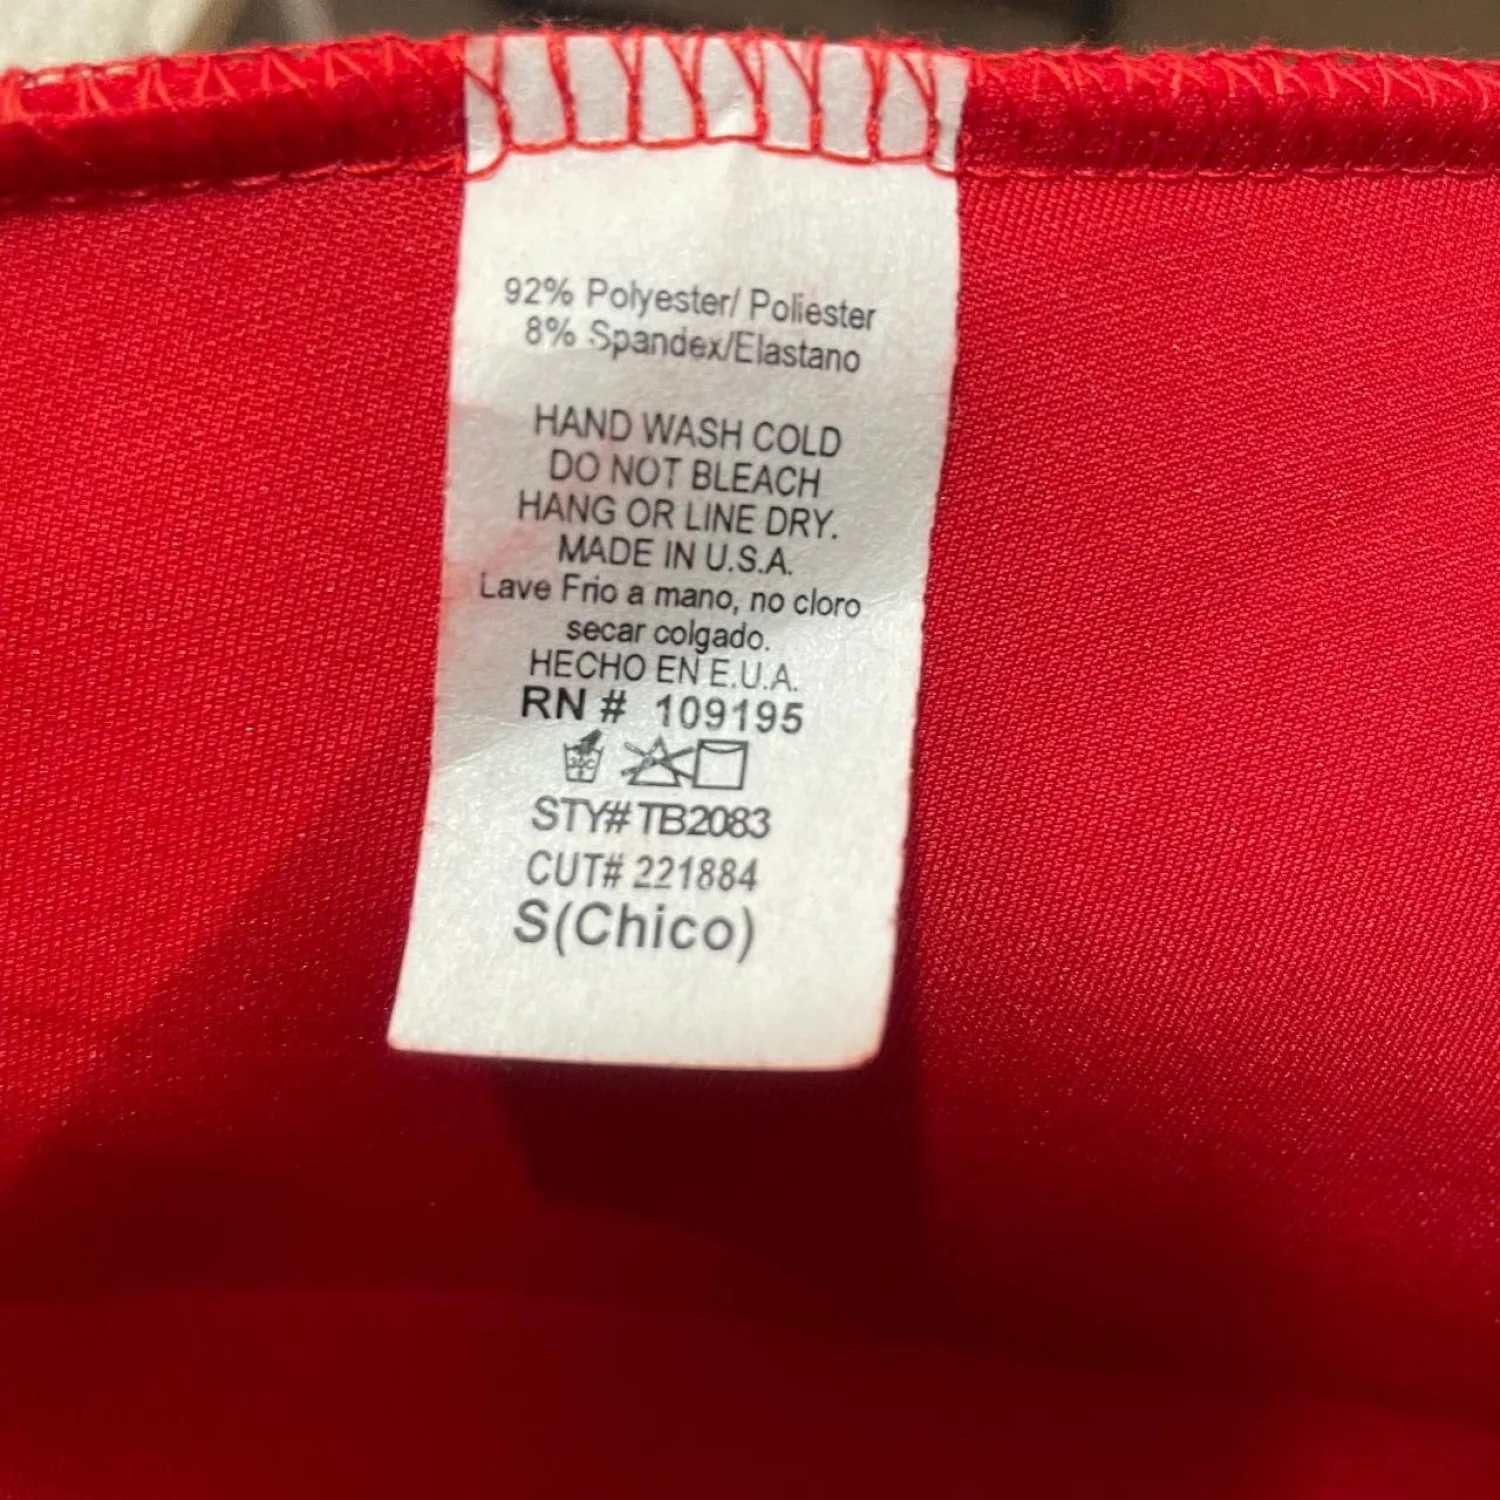 92% Polyester/ Poliester
8% Spandex/Elastano
HAND WASH COLD
DO NOT BLEACH
HANG OR LINE DRY.
MADE IN U.S.A.
Lave Frio a mano, no cloro
secar colgado.
HECHO EN E.U.A.
RN # 109195
STY# TB2083
CUT# 221884
S(Chico)